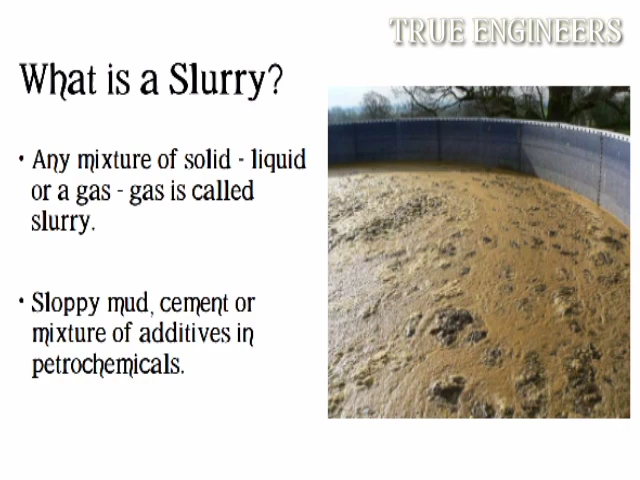 TRUE ENGINEERS
What is a Slurry?
• Any mixture of solid - liquid
or a gas - gas is called
slurry.
• Sloppy mud, cement or
mixture of additives in
petrochemicals.